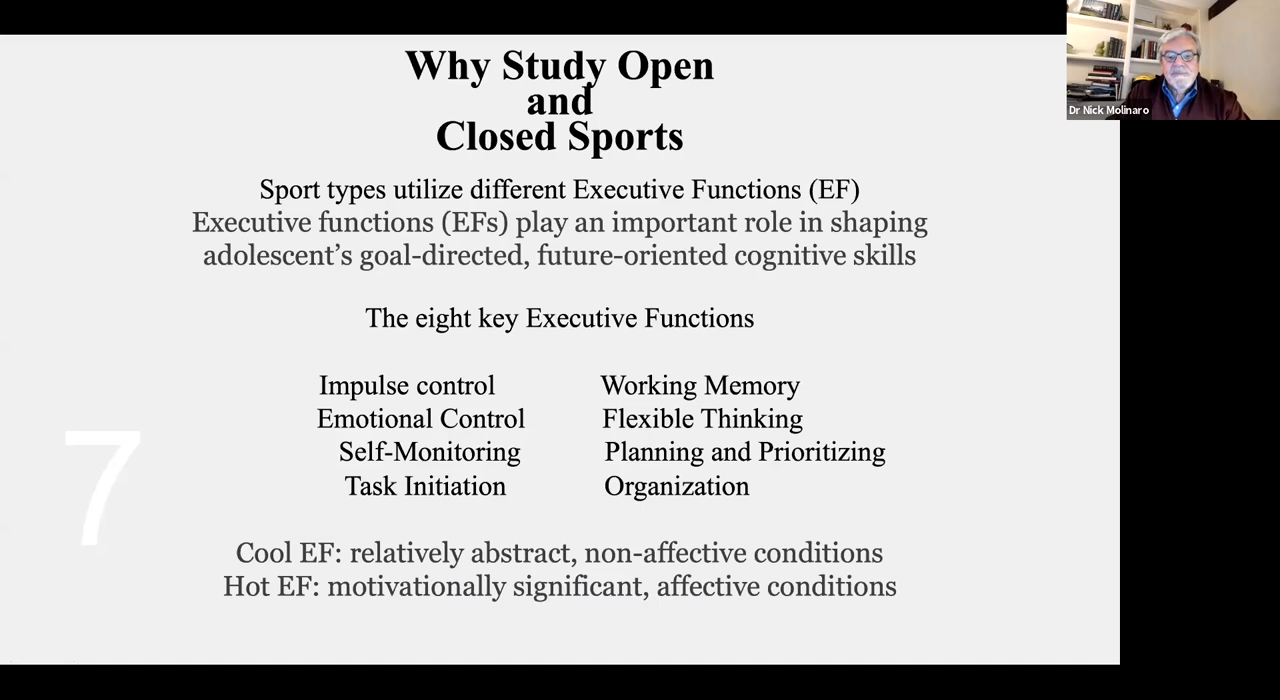 Why Study Open
and
Closed Sports
Sport types utilize different Executive Functions (EF)
Executive functions (EFs) play an important role in shaping
adolescent’s goal-directed, future-oriented cognitive skills
The eight key Executive Functions
Impulse control Working Memory
Emotional Control Flexible Thinking
Self-Monitoring Planning and Prioritizing
Task Initiation Organization
7
Cool EF: relatively abstract, non-affective conditions
Hot EF: motivationally significant, affective conditions
Dr Nick Molinaro